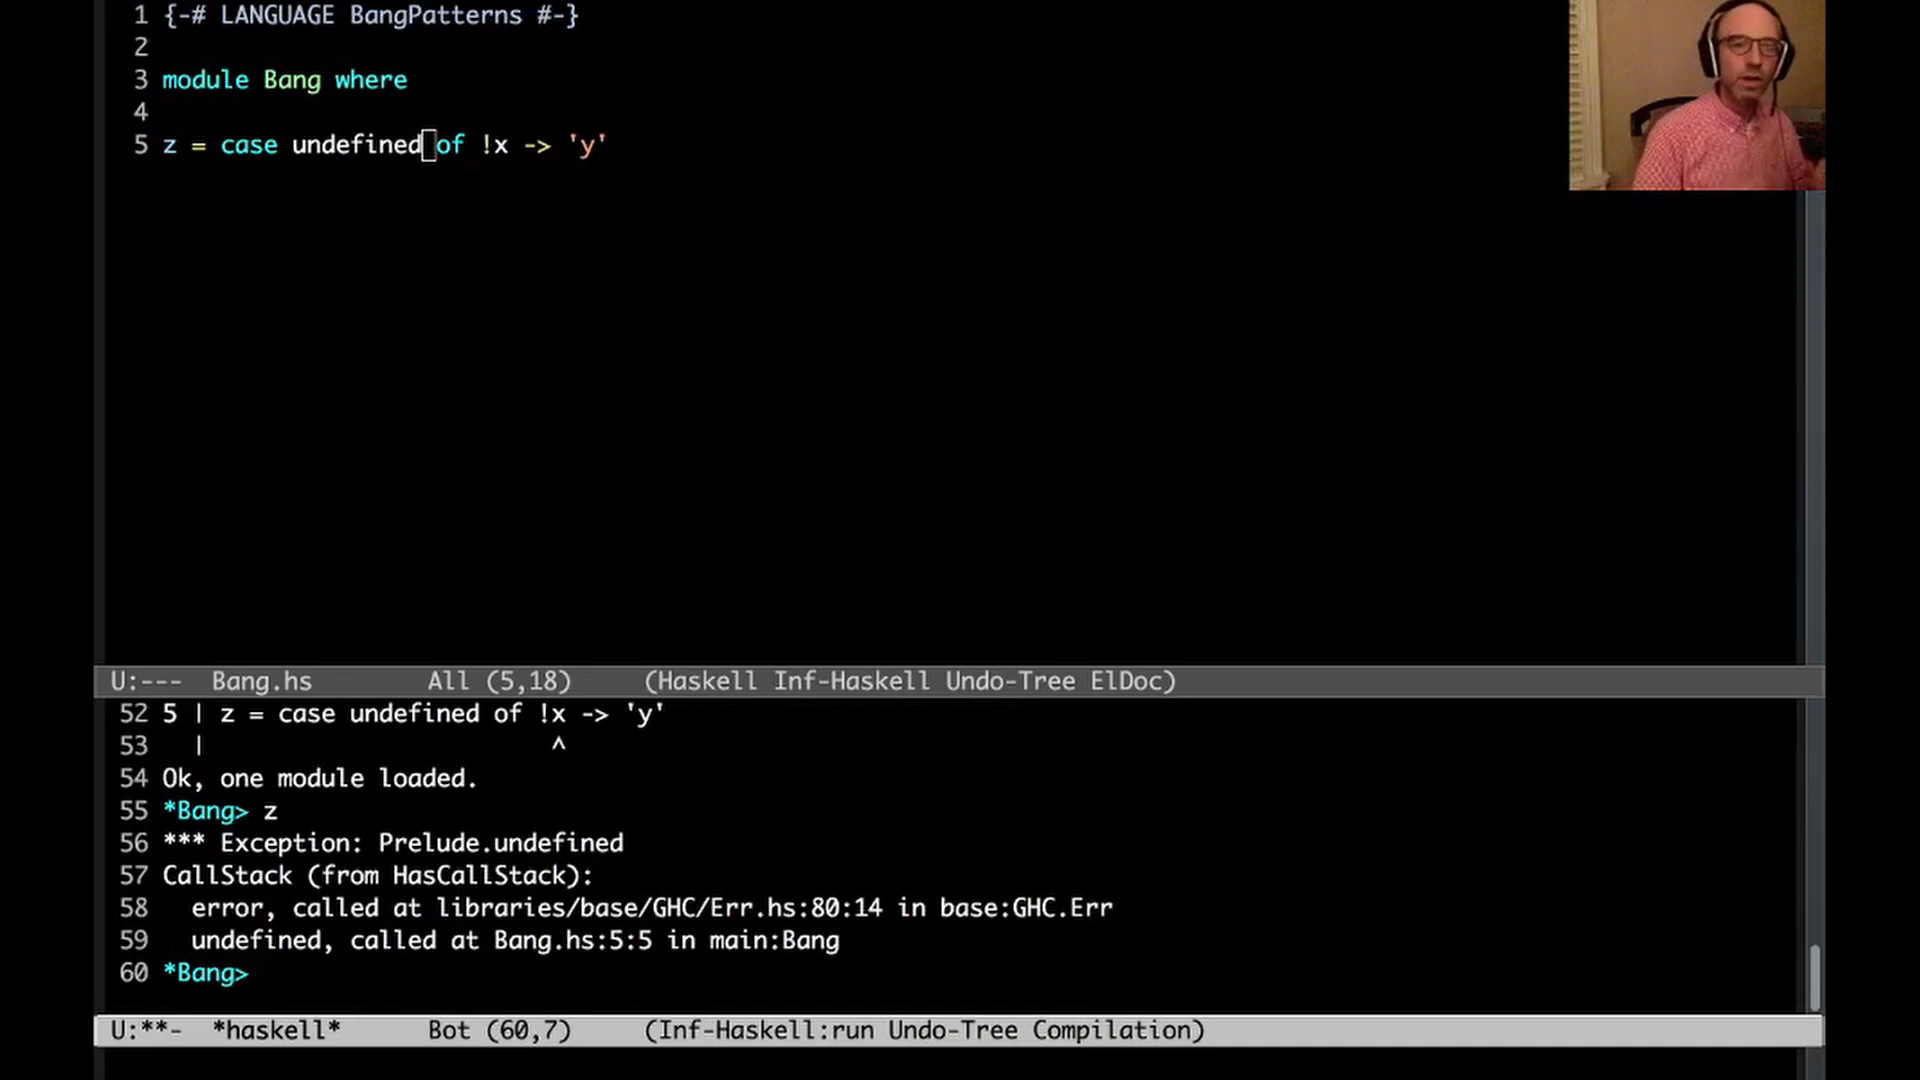 1 {-# LANGUAGE BangPatterns #-}
2
3 module Bang where
4
5 z = case undefined of !x -> 'y'
U:--- Bang.hs All (5,18) (Haskell Inf-Haskell Undo-Tree ElDoc)
52 5 | z = case undefined of !x -> 'y'
53 | ^
54 Ok, one module loaded.
55 *Bang> z
56 *** Exception: Prelude.undefined
57 CallStack (from HasCallStack):
58 error, called at libraries/base/GHC/Err.hs:80:14 in base:GHC.Err
59 undefined, called at Bang.hs:5:5 in main:Bang
60 *Bang>
U:**- *haskell* Bot (60,7) (Inf-Haskell:run Undo-Tree Compilation)